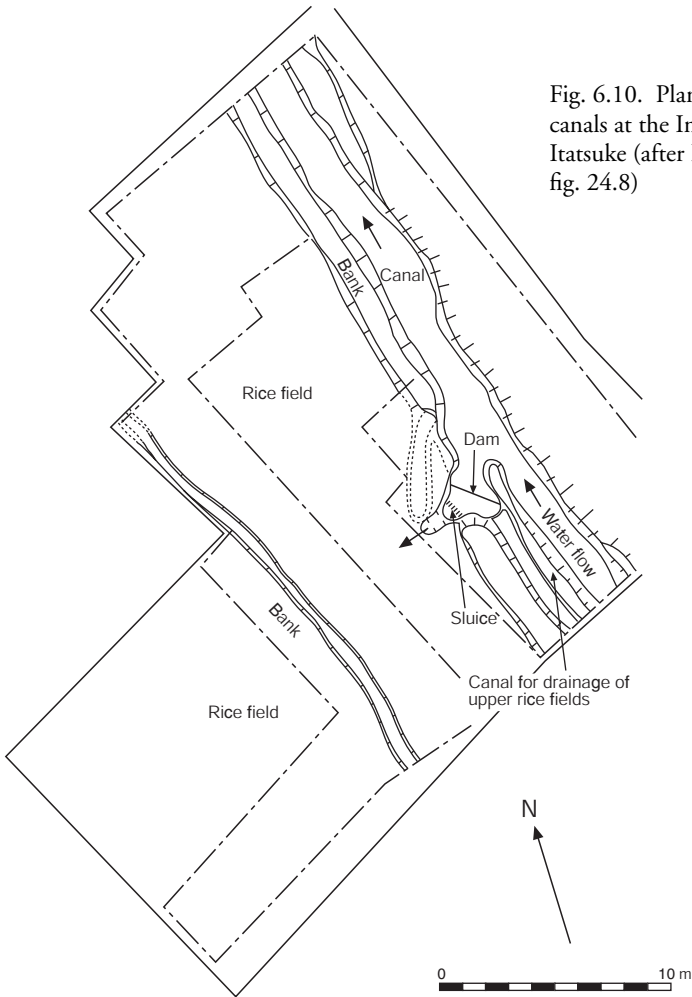 Fig. 6.10. Plan
canals at the
Itatsuke (after
fig. 24.8)
Bank
Canal
Rice field
Dam
Water flow
Sluice
Bank
Canal for drainage of
upper rice fields
Rice field
N
0 10 m